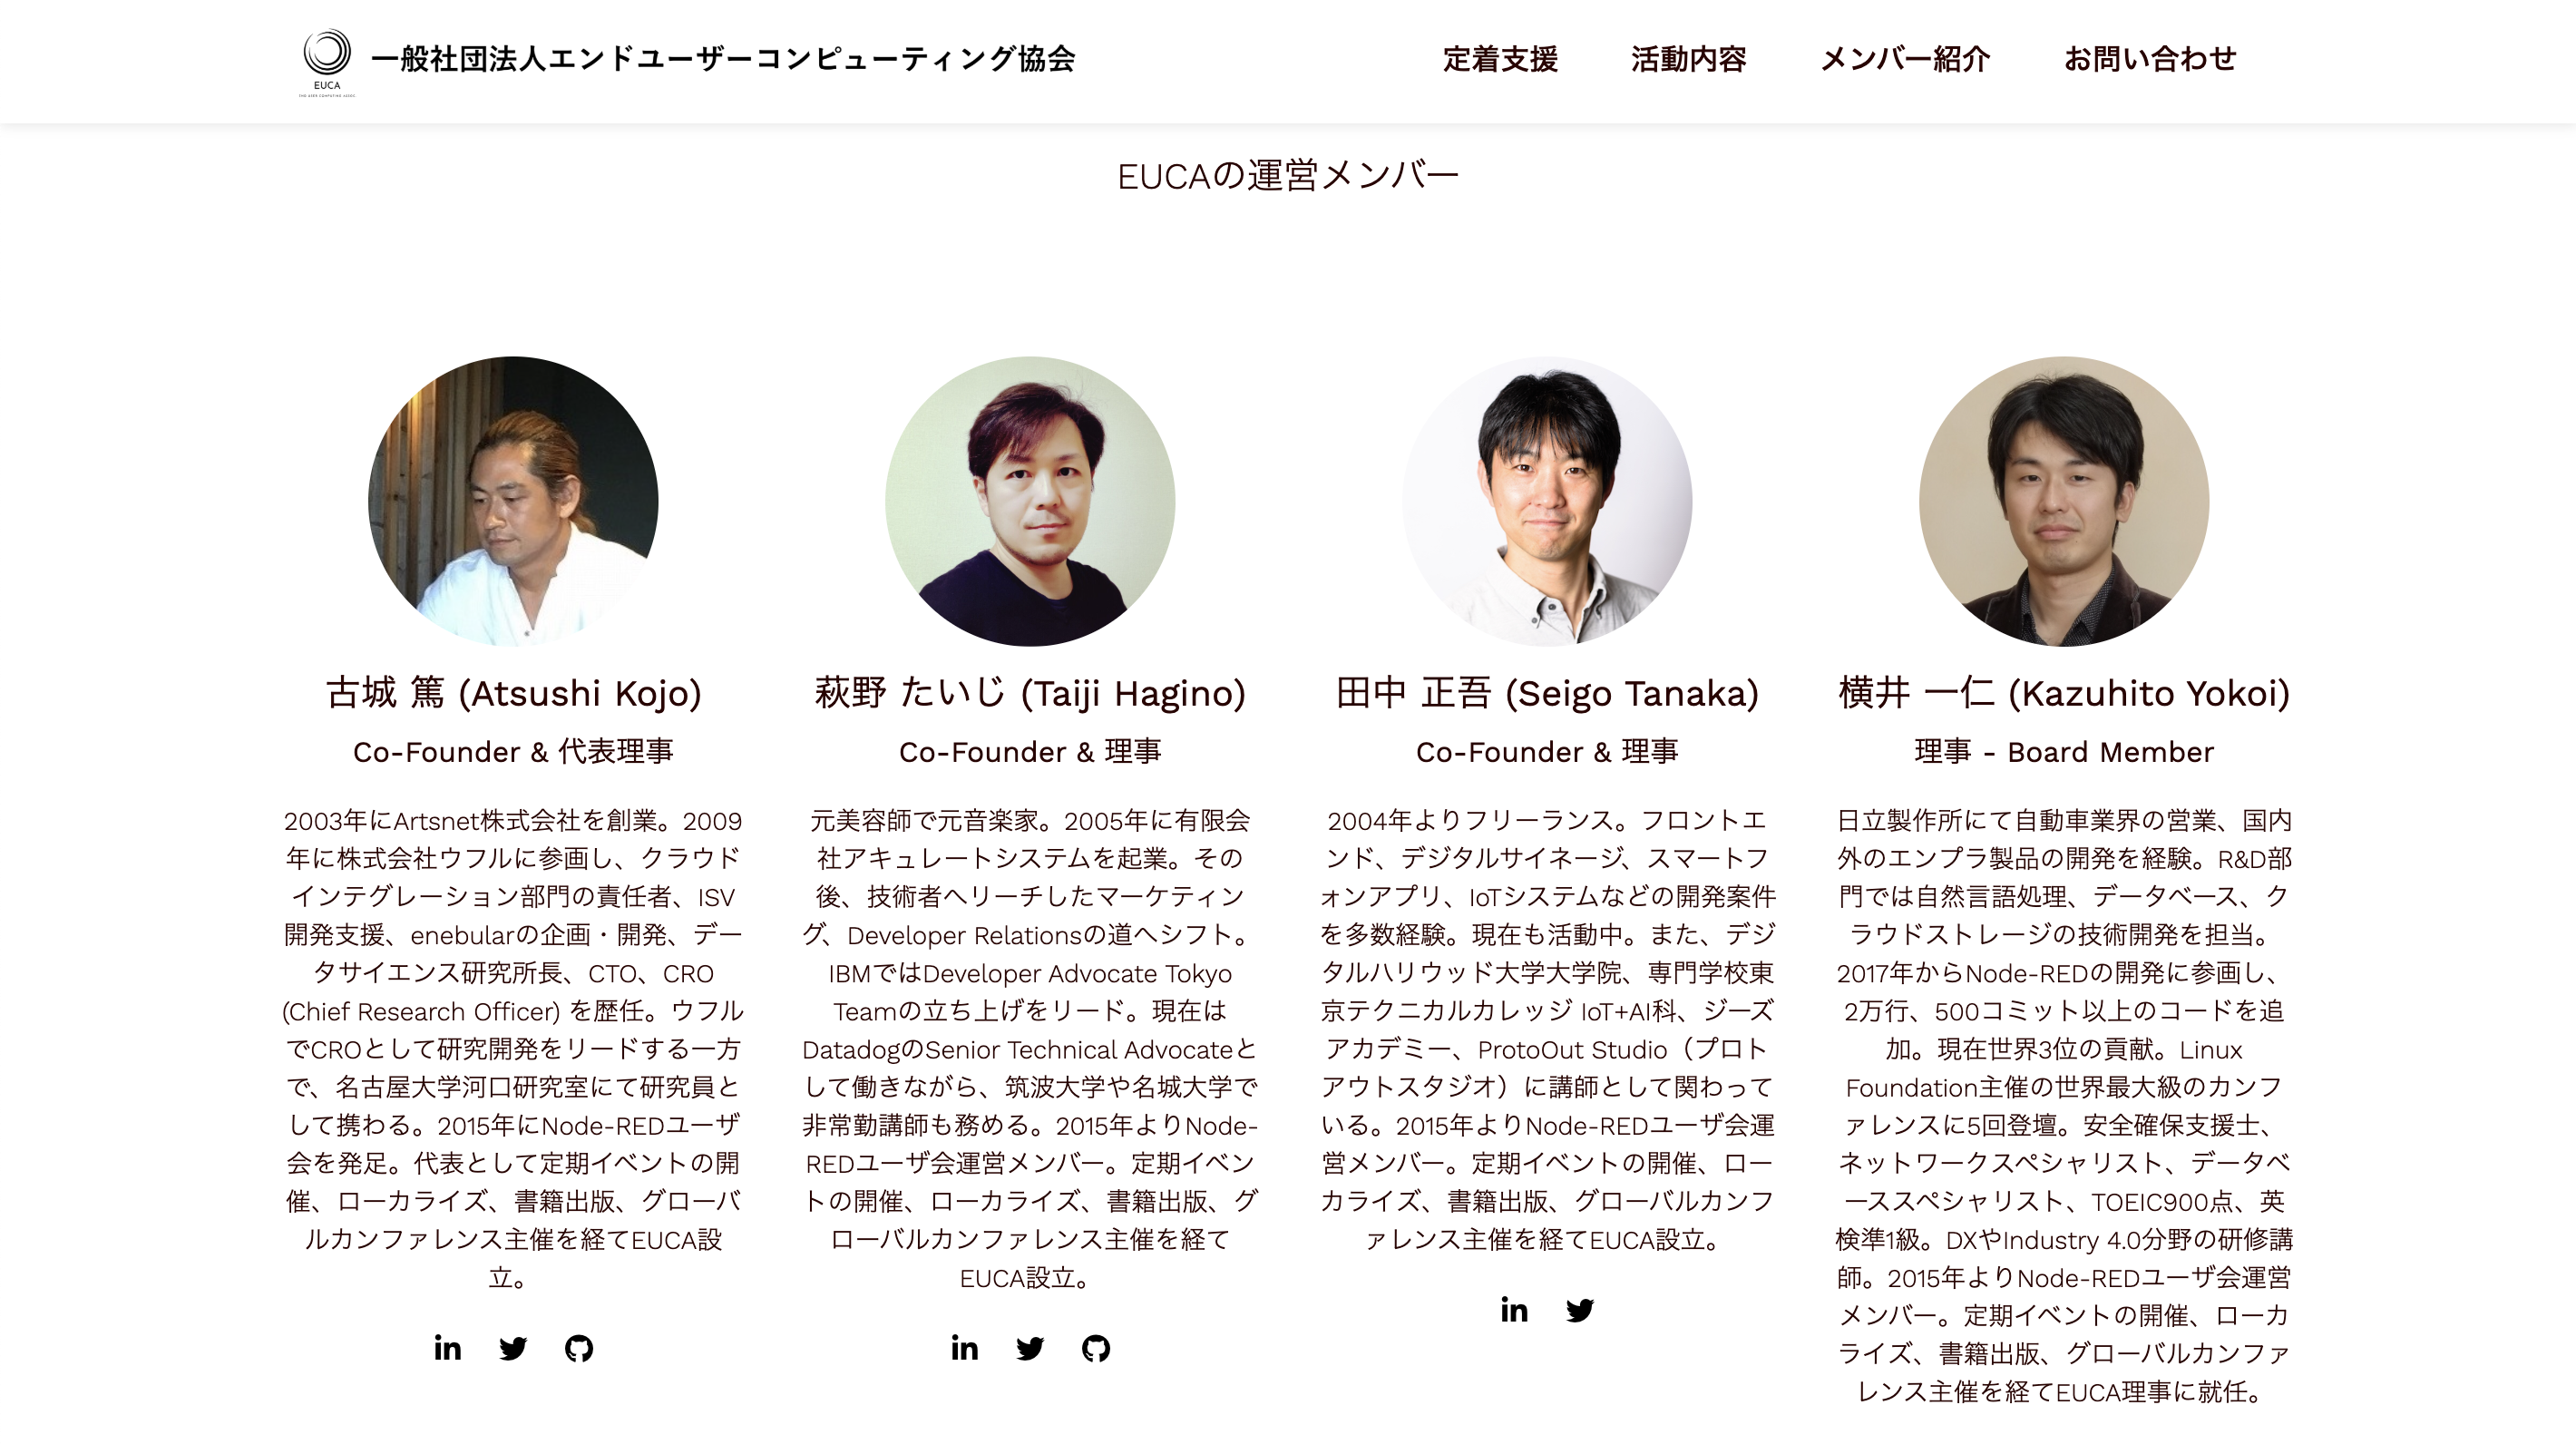 一般社団法人エンドユーザーコンピューティング協会
定着支援 活動内容 メンバー紹介 お問い合わせ
EUCA
EUCAの運営メンバー
古城 篤 (Atsushi Kojo)
Co-Founder & 代表理事
2003年にArtsnet株式会社を創業。2009
年に株式会社ウフルに参画し、クラウド
インテグレーション部門の責任者、ISV
開発支援、enebularの企画・開発、デー
タサイエンス研究所長、CTO、CRO
(Chief Research Officer) を歴任。ウフル
でCROとして研究開発をリードする一方
で、名古屋大学河口研究室にて研究員と
して携わる。2015年にNode-REDユーザ
会を発足。代表として定期イベントの開
催、ローカライズ、書籍出版、グローバ
ルカンファレンス主催を経てEUCA設
立。
萩野 たいじ (Taiji Hagino)
Co-Founder & 理事
元美容師で元音楽家。2005年に有限会
社アキュレートシステムを起業。その
後、技術者へリーチしたマーケティン
グ、Developer Relationsの道へシフト。
IBMではDeveloper Advocate Tokyo
Teamの立ち上げをリード。現在は
DatadogのSenior Technical Advocateと
して働きながら、筑波大学や名城大学で
非常勤講師も務める。2015年よりNode-
REDユーザ会運営メンバー。定期イベン
トの開催、ローカライズ、書籍出版、グ
ローバルカンファレンス主催を経て
EUCA設立。
田中 正吾 (Seigo Tanaka)
Co-Founder & 理事
2004年よりフリーランス。フロントエ
ンド、デジタルサイネージ、スマートフ
ォンアプリ、IoTシステムなどの開発案件
を多数経験。現在も活動中。また、デジ
タルハリウッド大学大学院、専門学校東
京テクニカルカレッジ IoT+AI科、ジーズ
アカデミー、ProtoOut Studio（プロト
アウトスタジオ）に講師として関わって
いる。2015年よりNode-REDユーザ会運
営メンバー。定期イベントの開催、ロー
カライズ、書籍出版、グローバルカンフ
ァレンス主催を経てEUCA設立。
横井 一仁 (Kazuhito Yokoi)
理事 - Board Member
日立製作所にて自動車業界の営業、国内
外のエンプラ製品の開発を経験。R&D部
門では自然言語処理、データベース、ク
ラウドストレージの技術開発を担当。
2017年からNode-REDの開発に参画し、
2万行、500コミット以上のコードを追
加。現在世界3位の貢献。Linux
Foundation主催の世界最大級のカンフ
ァレンスに5回登壇。安全確保支援士、
ネットワークスペシャリスト、データベ
ーススペシャリスト、TOEIC900点、英
検準1級。DXやIndustry 4.0分野の研修講
師。2015年よりNode-REDユーザ会運営
メンバー。定期イベントの開催、ローカ
ライズ、書籍出版、グローバルカンファ
レンス主催を経てEUCA理事に就任。